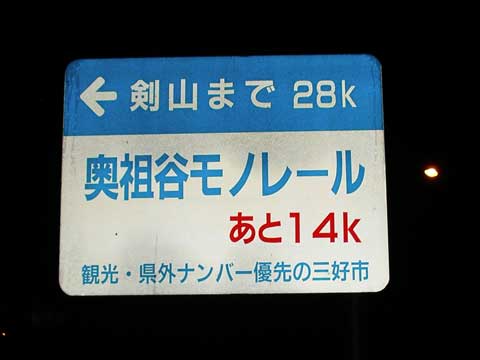 ← 剣山まで 28k
奥祖谷モノレール
あと14k
観光・県外ナンバー優先の三好市